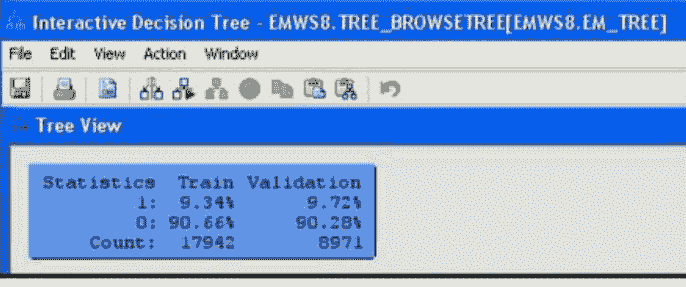 Interactive Decision Tree - EMWS8.TREE_BROWSETREE[EMWS8.EM_TREE]
File Edit View Action Window
Tree View
Statistics Train Validation
1: 9.34% 9.72%
0: 90.66% 90.28%
Count: 17942 8971